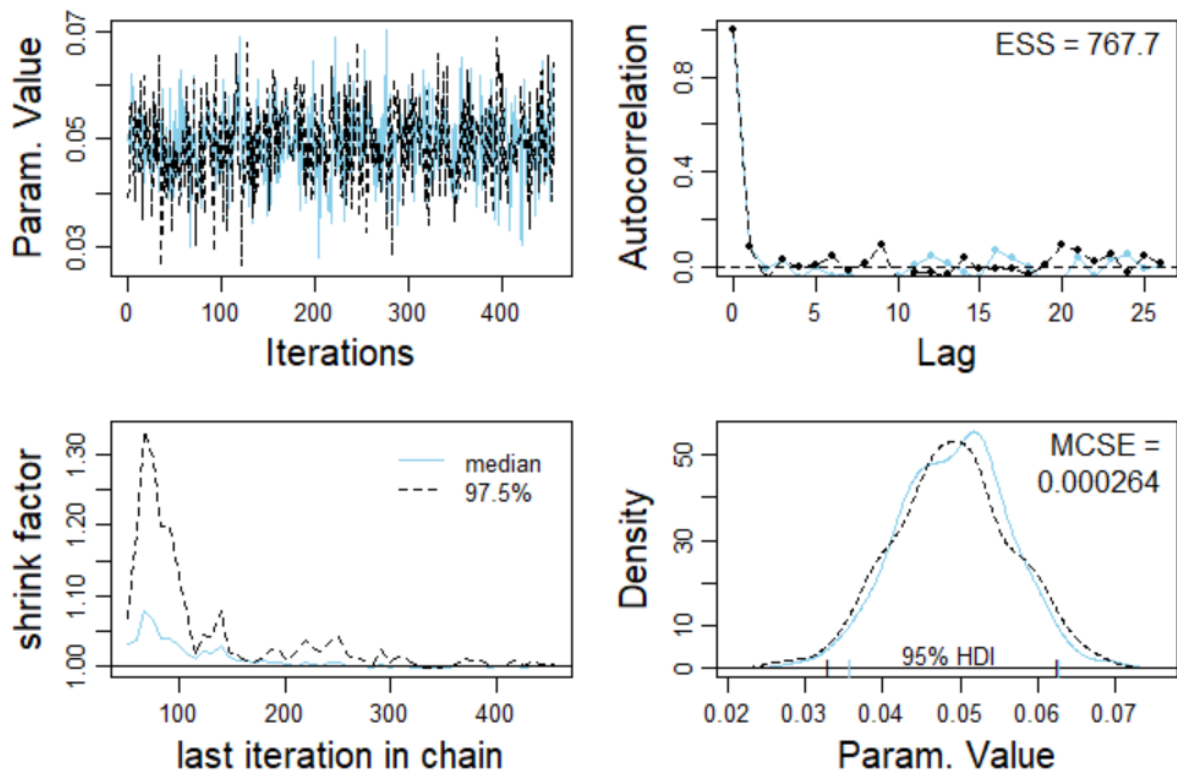 Param. Value
0.03 0.05 0.07
0 100 200 300 400
Iterations
Autocorrelation
0.0 0.4 0.8
ESS = 767.7
0 5 10 15 20 25
Lag
shrink factor
1.00 1.10 1.20 1.30
median
97.5%
100 200 300 400
last iteration in chain
Density
0 10 30 50
MCSE =
0.000264
95% HDI
0.02 0.03 0.04 0.05 0.06 0.07
Param. Value